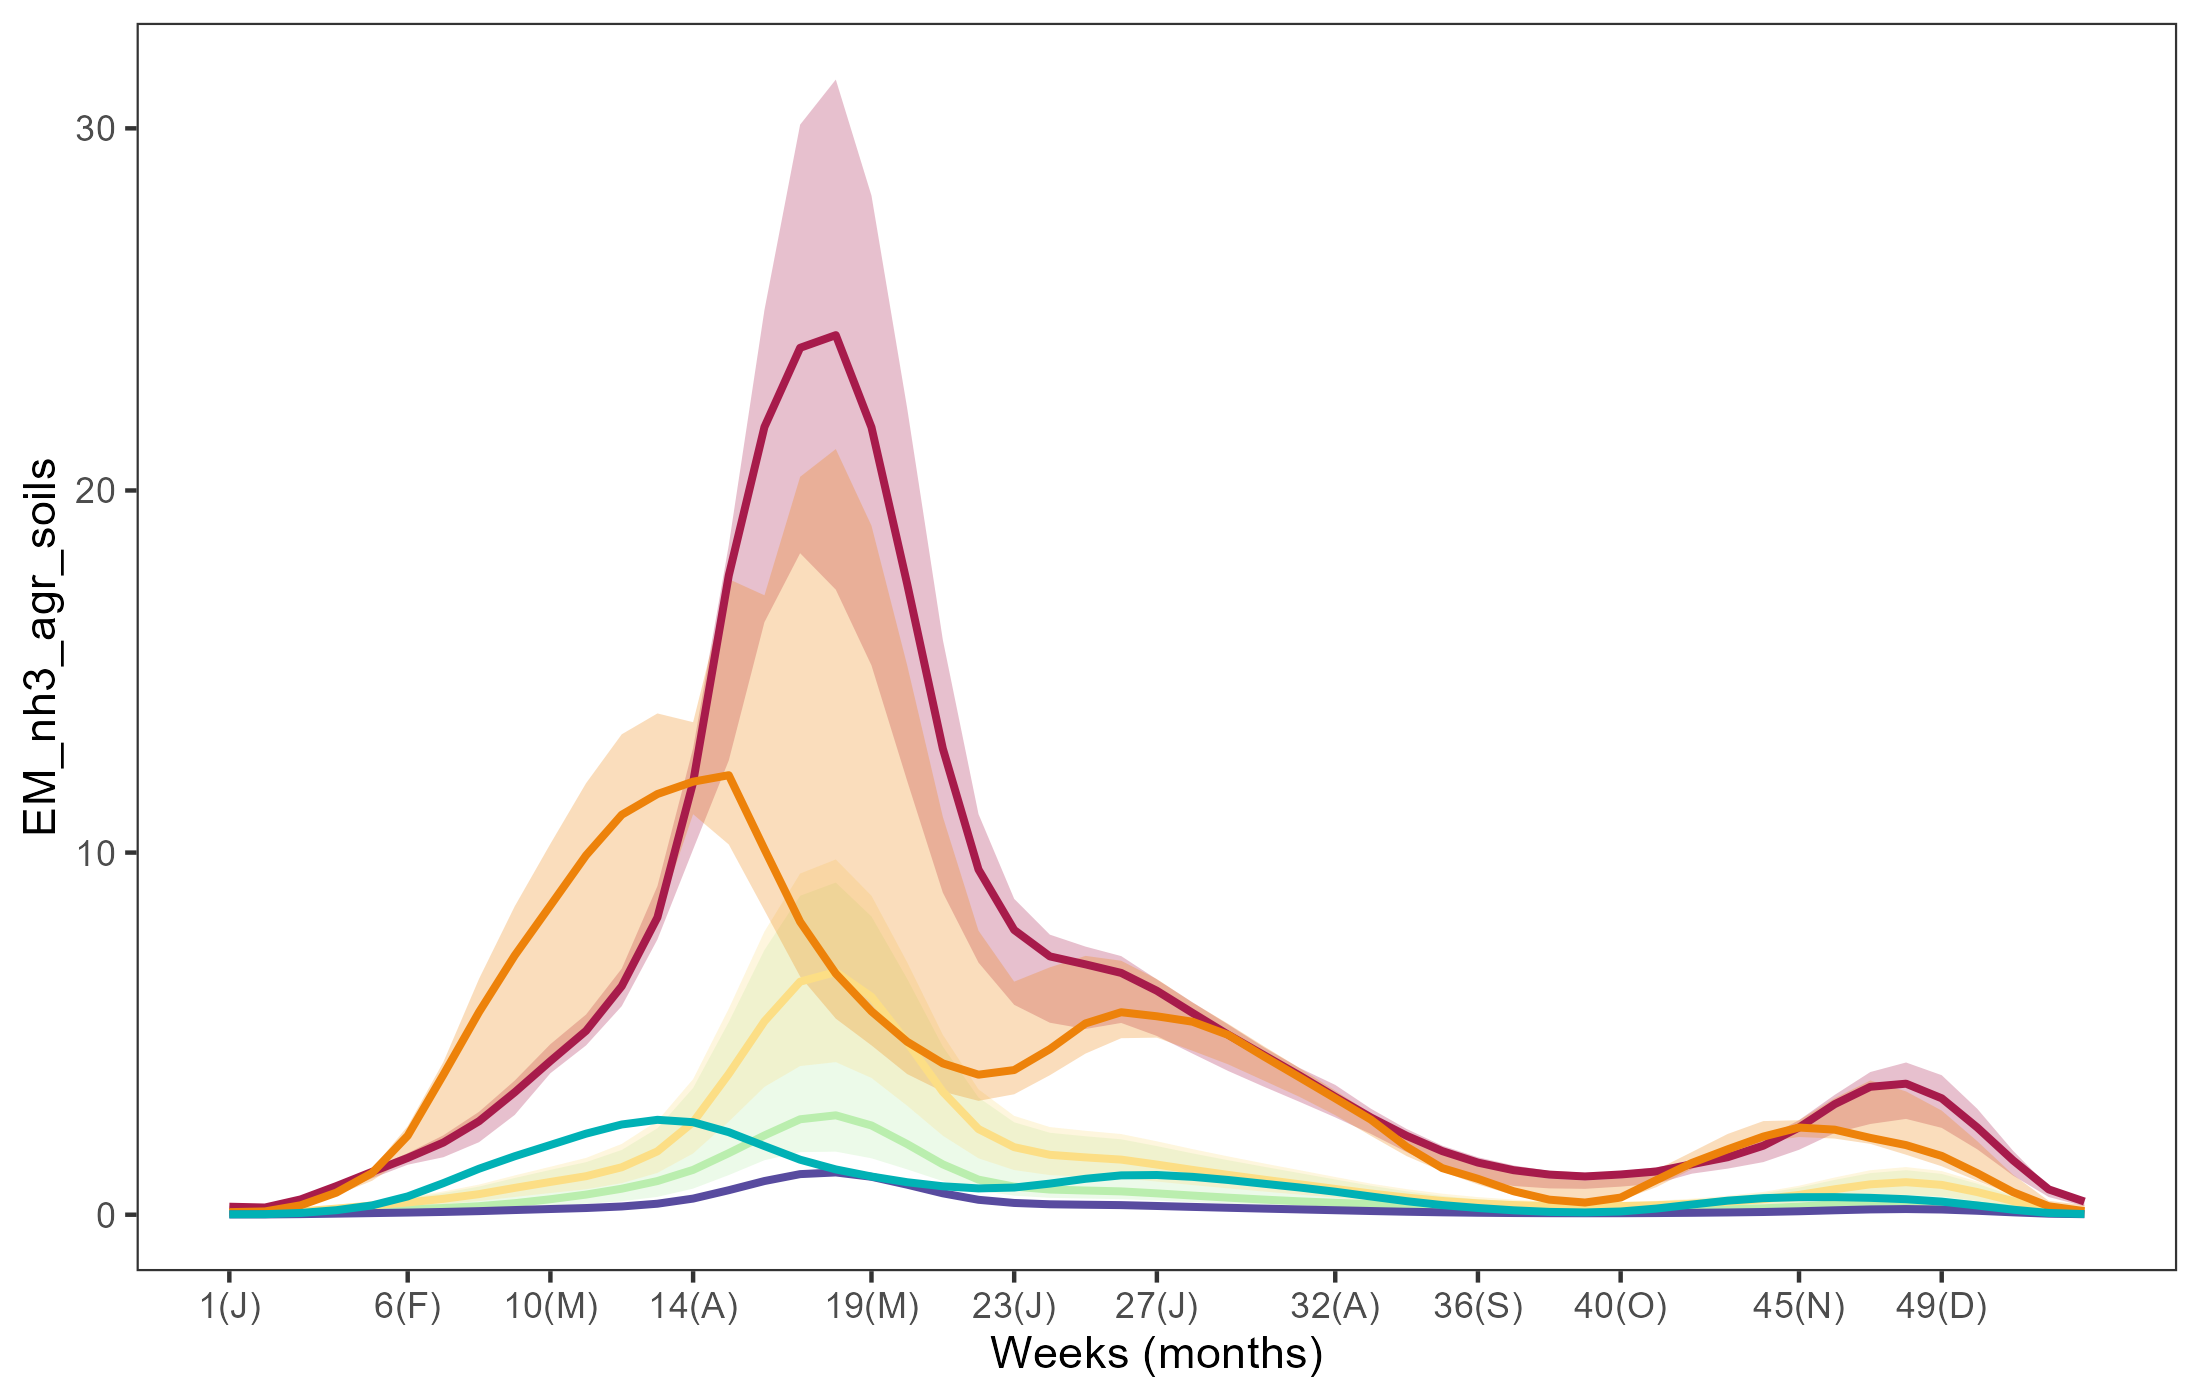 EM_nh3_agr_soils
30
20
10
0
1(J) 6(F) 10(M) 14(A) 19(M) 23(J) 27(J) 32(A) 36(S) 40(O) 45(N) 49(D)
Weeks (months)